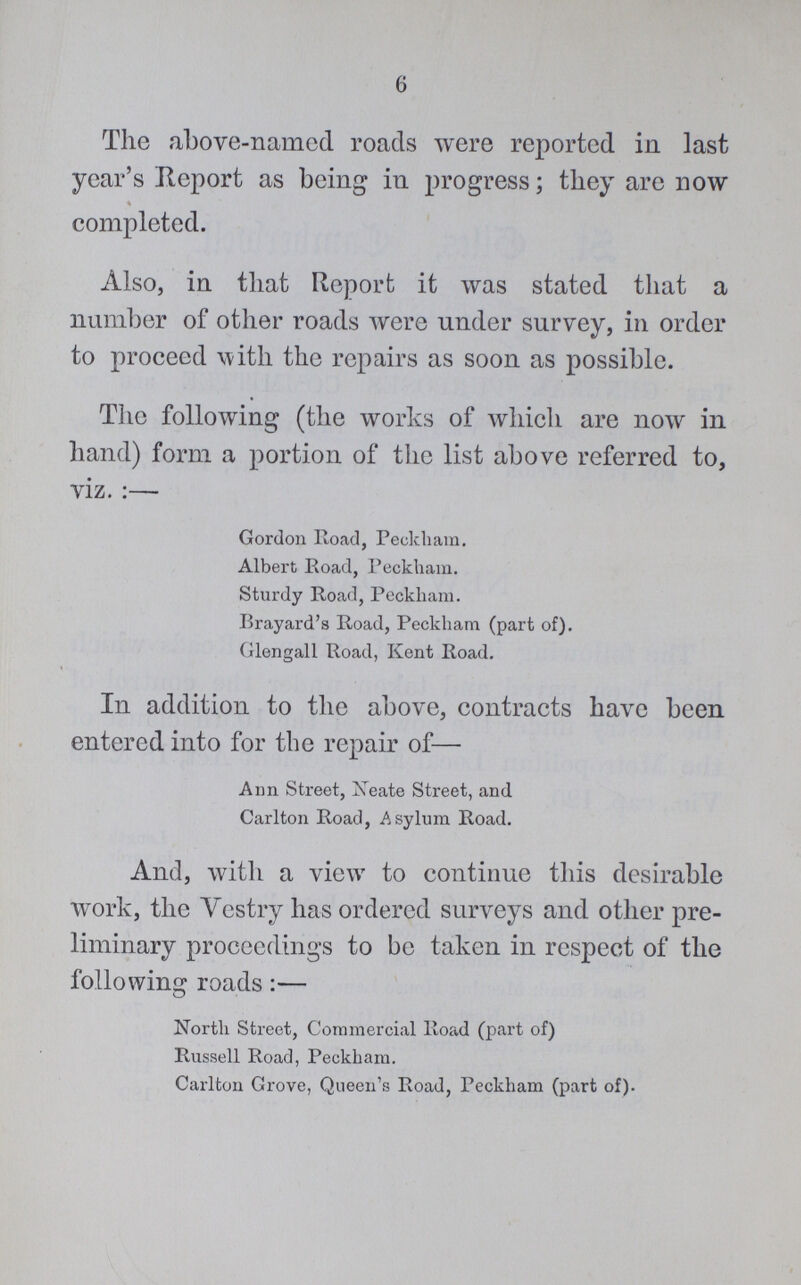 6
The above-named roads were reported in last
year's Report as being in progress; they are now
completed.
Also, in that Report it was stated that a
number of other roads were under survey, in order
to proceed with the repairs as soon as possible.
The following (the works of which are now in
hand) form a portion of the list above referred to,
viz. :—
Gordon Road, Peckham.
Albert Road, Peckham.
Sturdy Road, Peckham.
Brayard's Road, Peckham (part of).
Glengall Road, Kent Road.
In addition to the above, contracts have been
entered into for the repair of—
Ann Street, Neate Street, and
Carlton Road, Asylum Road.
And, with a view to continue this desirable
work, the Vestry has ordered surveys and other pre-
liminary proceedings to be taken in respect of the
following roads :—
North Street, Commercial Road (part of)
Russell Road, Peckham.
Carlton Grove, Queen's Road, Peckham (part of).